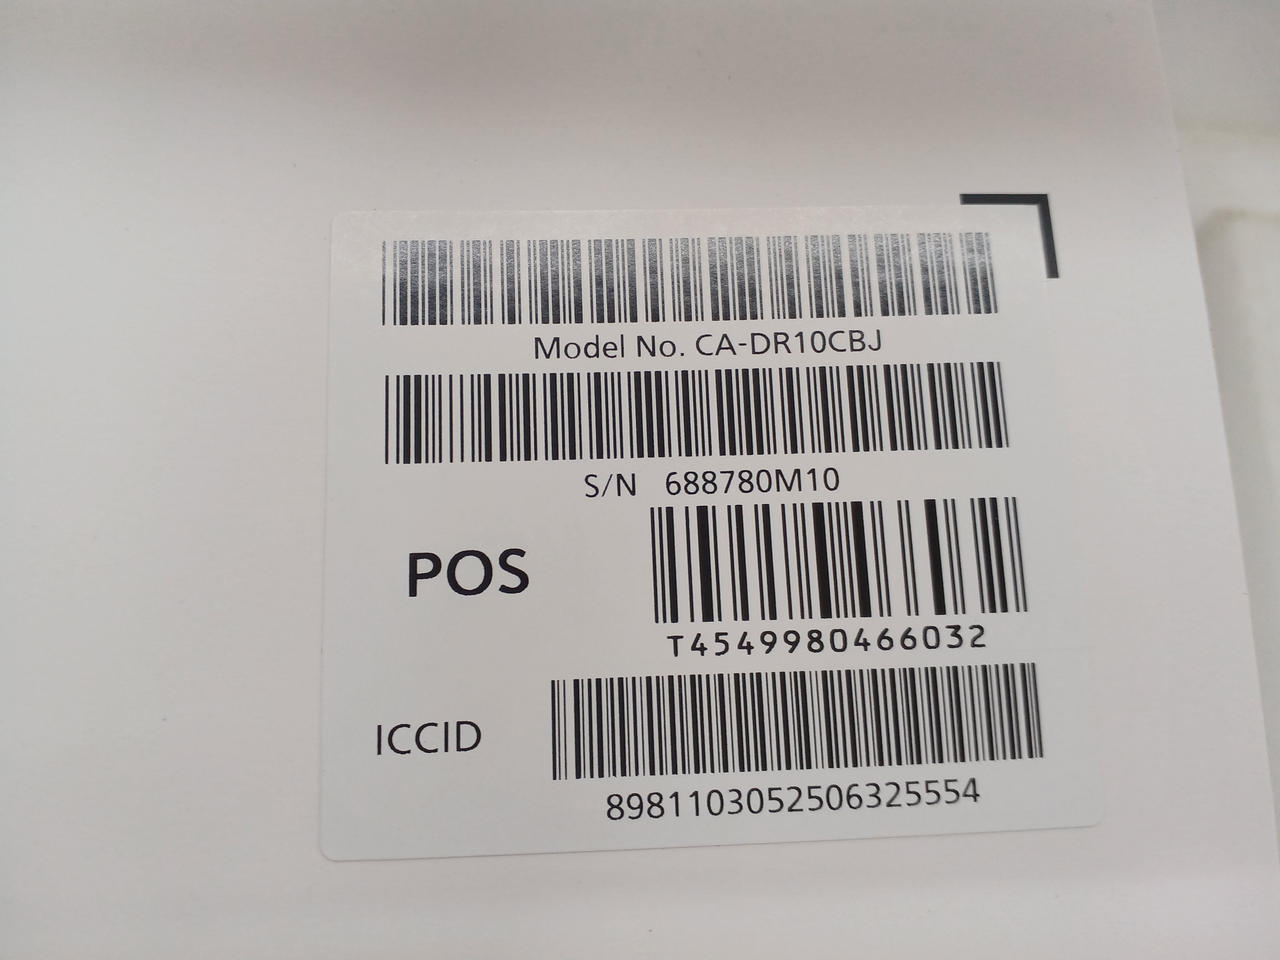 Model No. CA-DR10CBJ
S/N 688780M10
POS
T4549980466032
ICCID
8981103052506325554